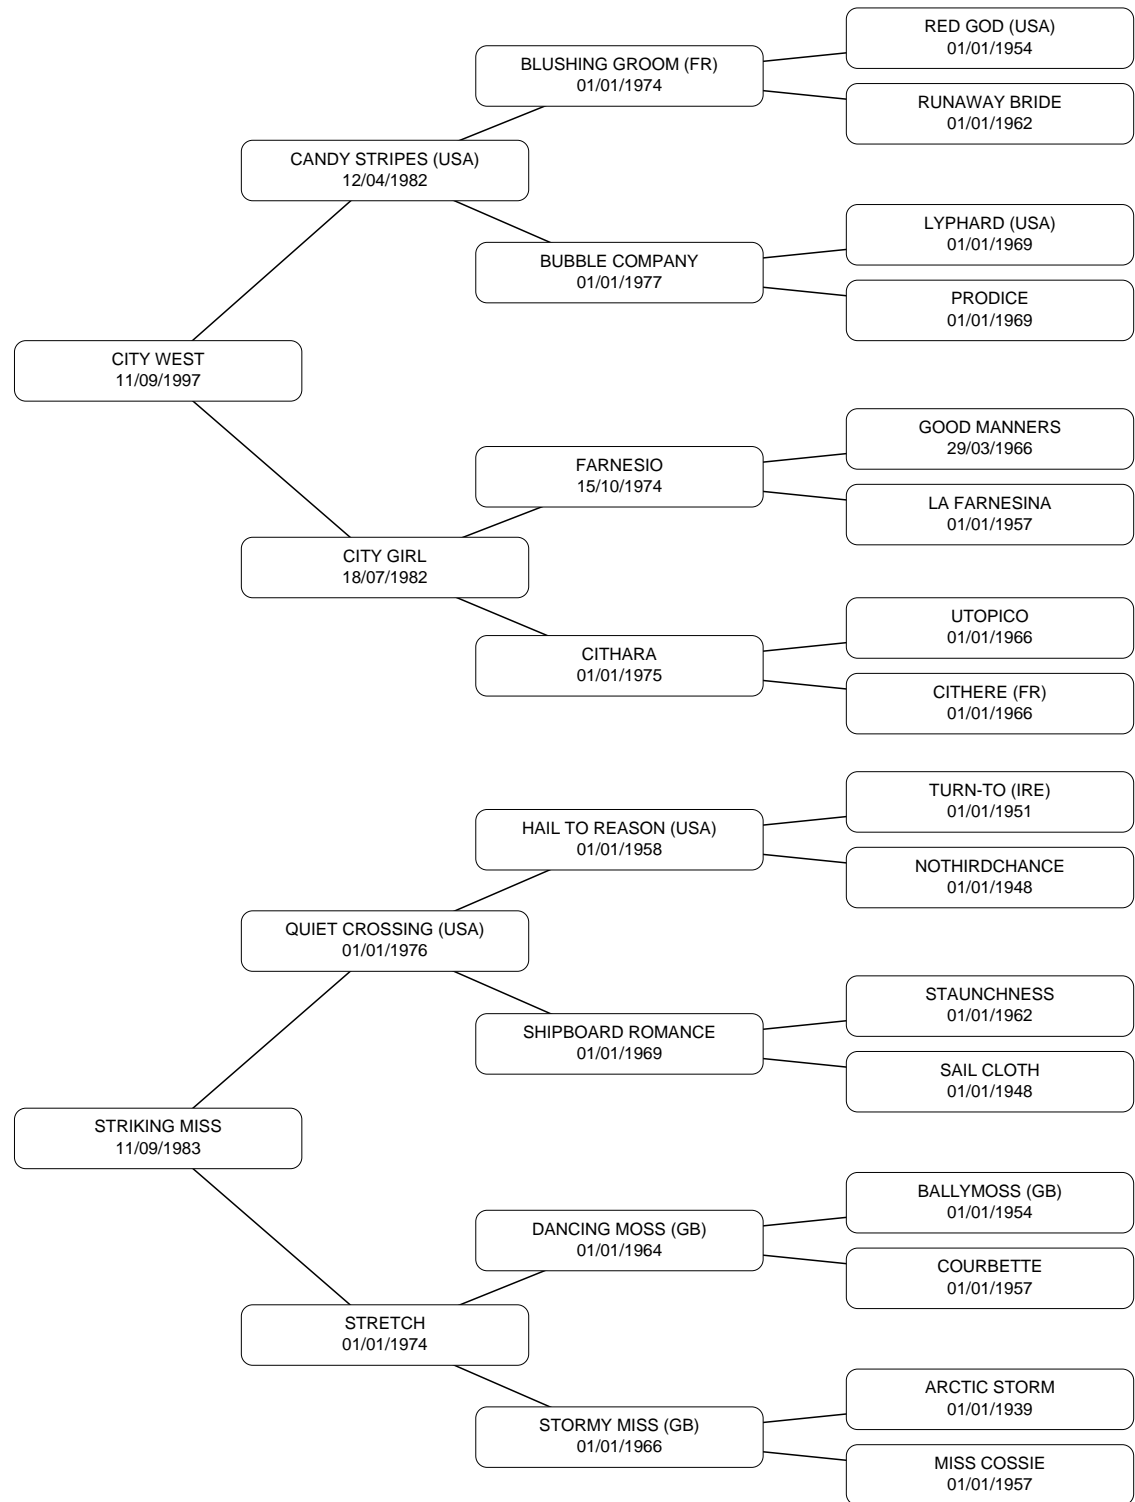 RED GOD (USA)
01/01/1954
BLUSHING GROOM (FR)
01/01/1974
RUNAWAY BRIDE
01/01/1962
CANDY STRIPES (USA)
12/04/1982
LYPHARD (USA)
01/01/1969
BUBBLE COMPANY
01/01/1977
PRODICE
01/01/1969
CITY WEST
11/09/1997
GOOD MANNERS
29/03/1966
FARNESIO
15/10/1974
LA FARNESINA
01/01/1957
CITY GIRL
18/07/1982
UTOPICO
01/01/1966
CITHARA
01/01/1975
CITHERE (FR)
01/01/1966
TURN-TO (IRE)
01/01/1951
HAIL TO REASON (USA)
01/01/1958
NOTHIRDCHANCE
01/01/1948
QUIET CROSSING (USA)
01/01/1976
STAUNCHNESS
01/01/1962
SHIPBOARD ROMANCE
01/01/1969
SAIL CLOTH
01/01/1948
STRIKING MISS
11/09/1983
BALLYMOSS (GB)
01/01/1954
DANCING MOSS (GB)
01/01/1964
COURBETTE
01/01/1957
STRETCH
01/01/1974
ARCTIC STORM
01/01/1939
STORMY MISS (GB)
01/01/1966
MISS COSSIE
01/01/1957